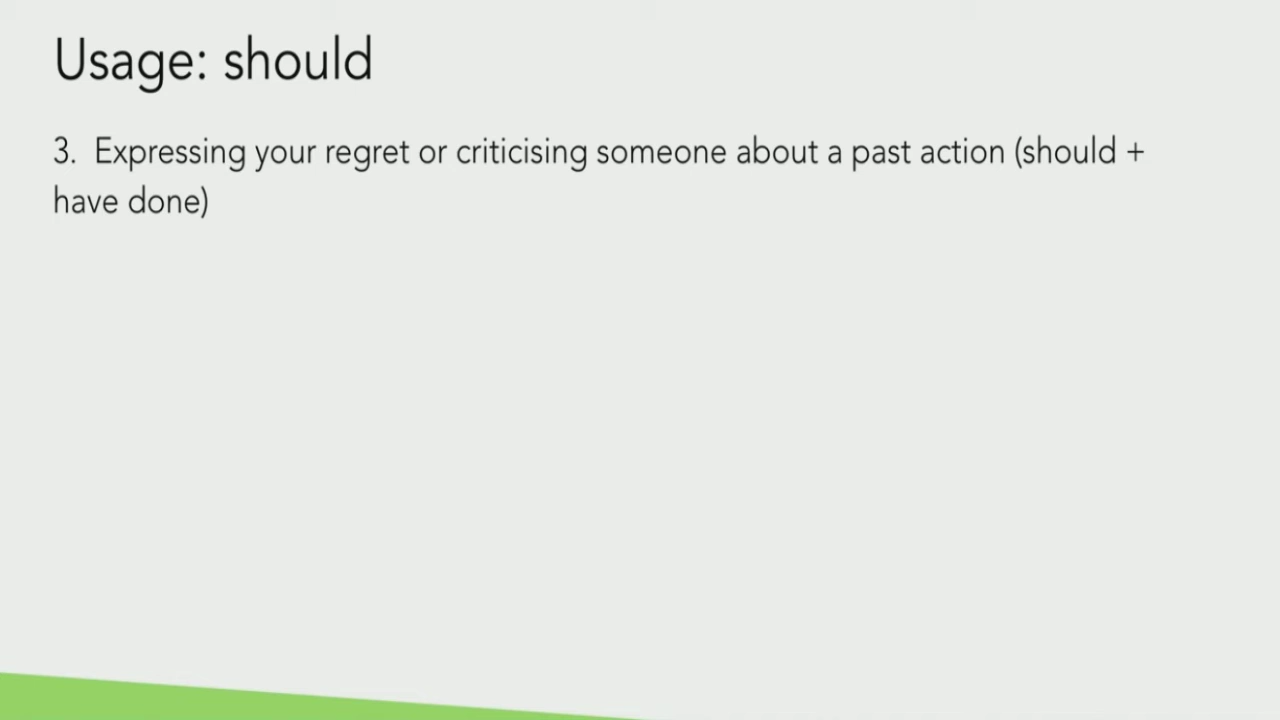 Usage: should
3. Expressing your regret or criticising someone about a past action (should +
have done)